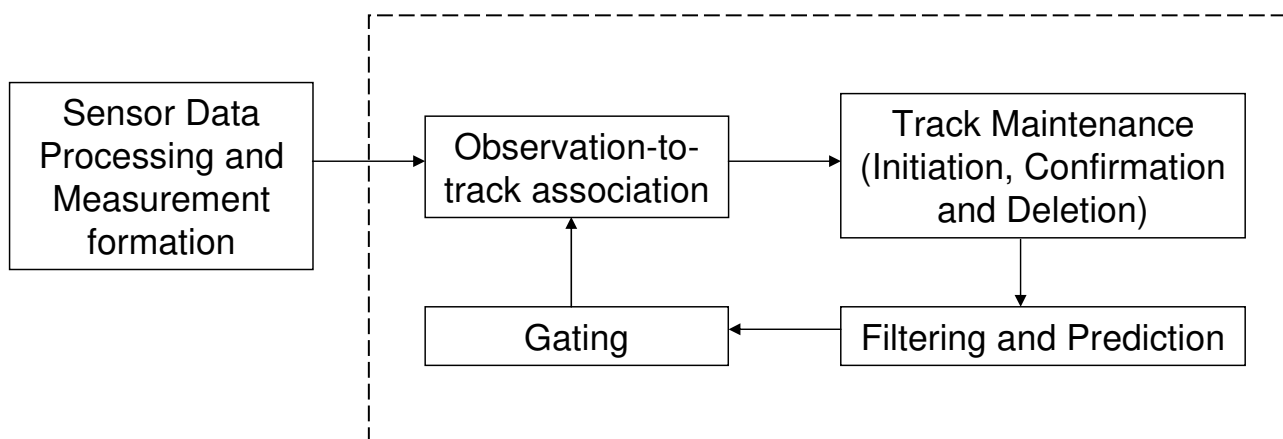 Sensor Data
Processing and
Measurement
formation
Observation-to-
track association
Track Maintenance
(Initiation, Confirmation
and Deletion)
Gating
Filtering and Prediction